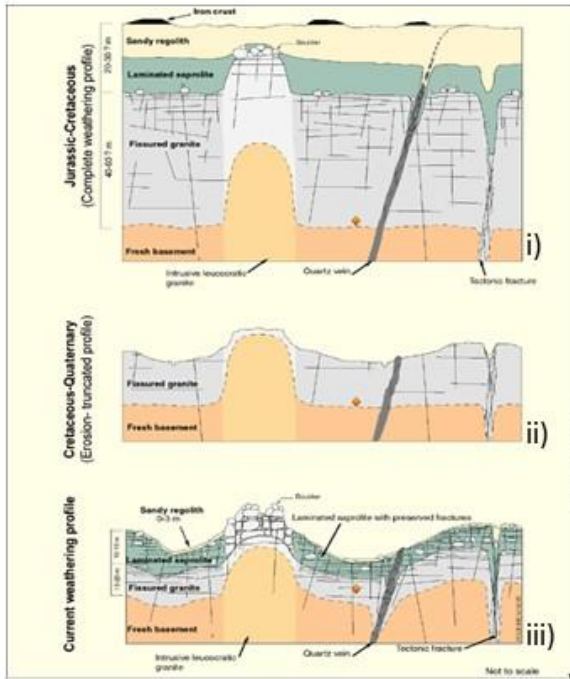 Iron crust
Sandy regolith
Boulder
Laminated saprolite
Fissured granite
Fresh basement
20-30 ? m
40-60 ? m
Jurassic-Cretaceous
(Complete weathering profile)
i)
Intrusive leucocratic
granite
Quartz vein
Tectonic fracture
Fissured granite
Fresh basement
Cretaceous-Quaternary
(Erosion- truncated profile)
ii)
Boulder
Sandy regolith
0-3 m
Laminated saprolite with preserved fractures
Laminated saprolite
Fissured granite
Fresh basement
Current weathering profile
iii)
Intrusive leucocratic
granite
Quartz vein
Tectonic fracture
Not to scale